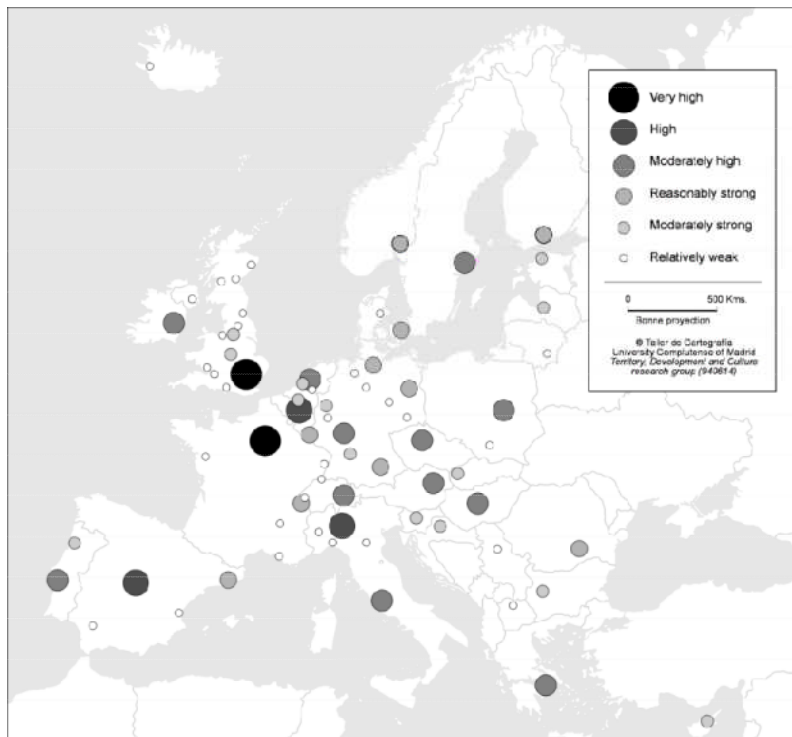 Very high
High
Moderately high
Reasonably strong
Moderately strong
Relatively weak
0 500 Kms.
Bonne proyection
© Taller de Cartografía
University Complutense of Madrid
Territory, Development and Culture
research group (940614)